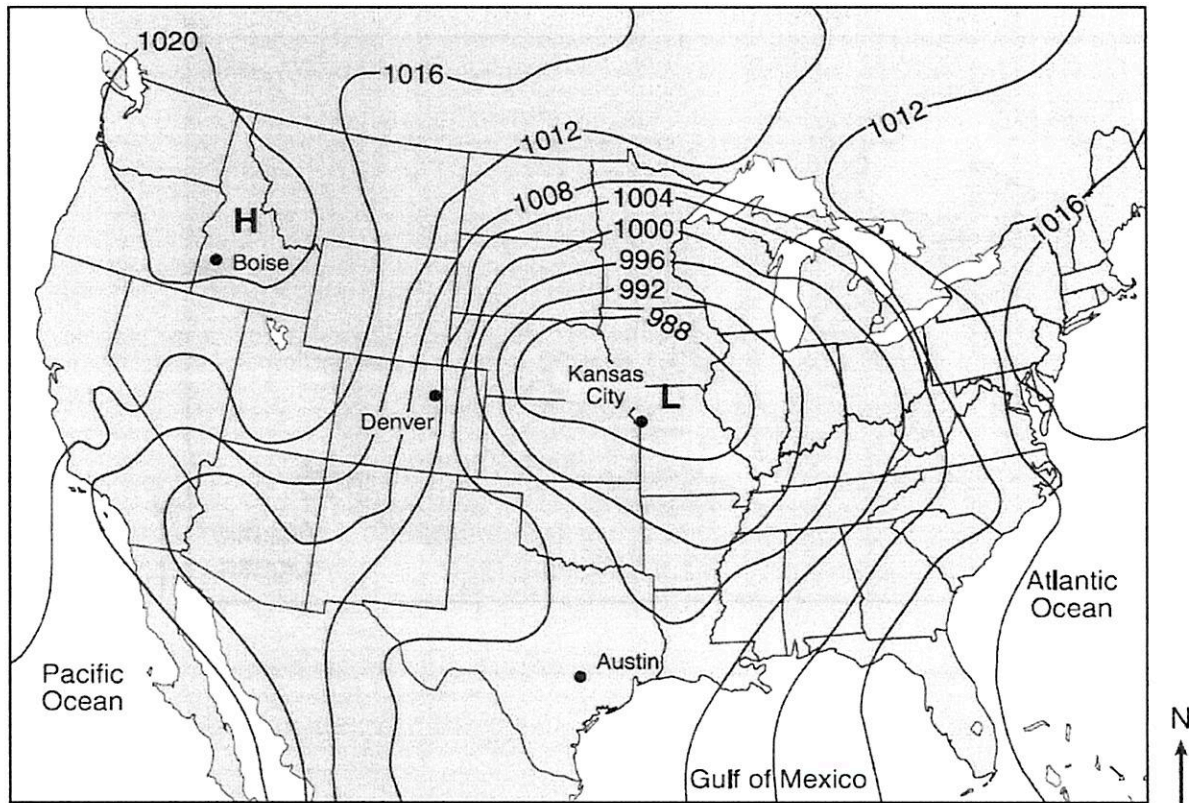 1020
1016
1012
1012
1008
1004
1016
1000
H
996
Boise
992
988
Kansas
City
L
Denver
Atlantic
Ocean
Austin
Pacific
Ocean
N
Gulf of Mexico